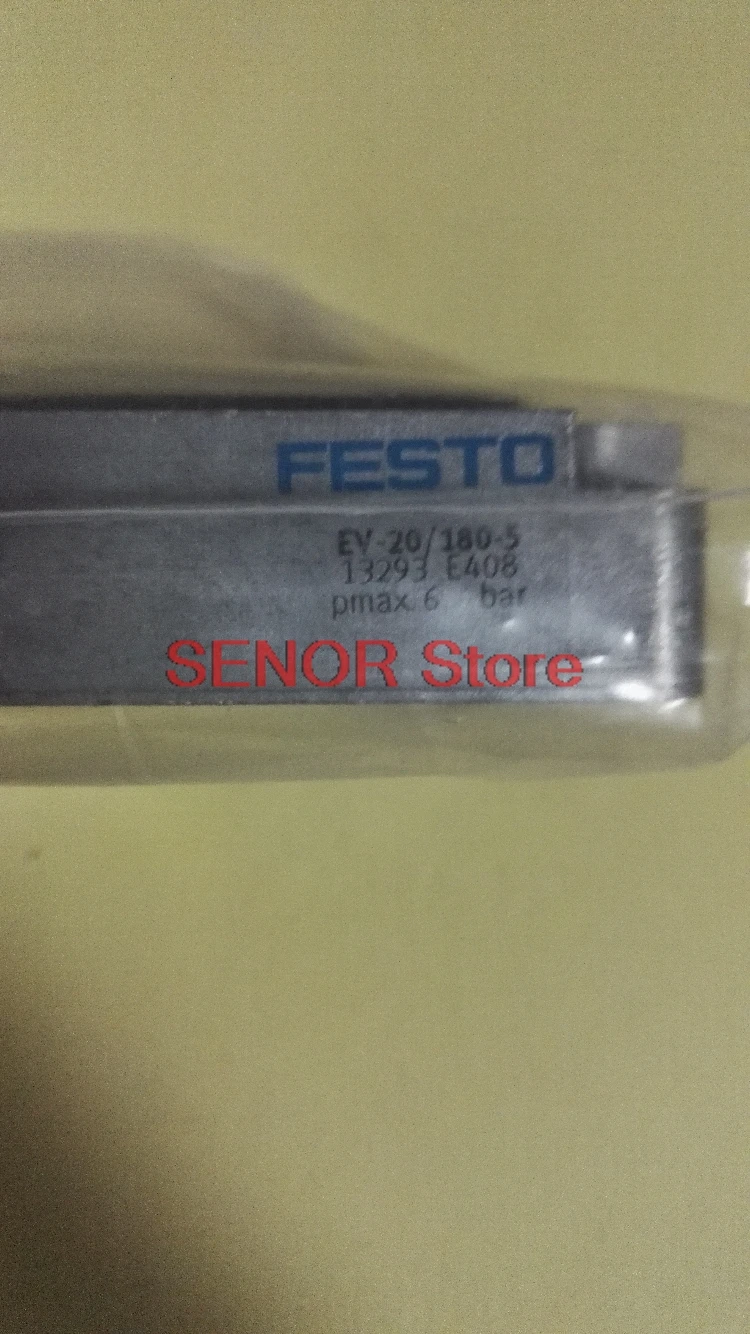 FESTO
EV-20/180-5
13293 E408
pmax 6 bar
SENOR Store